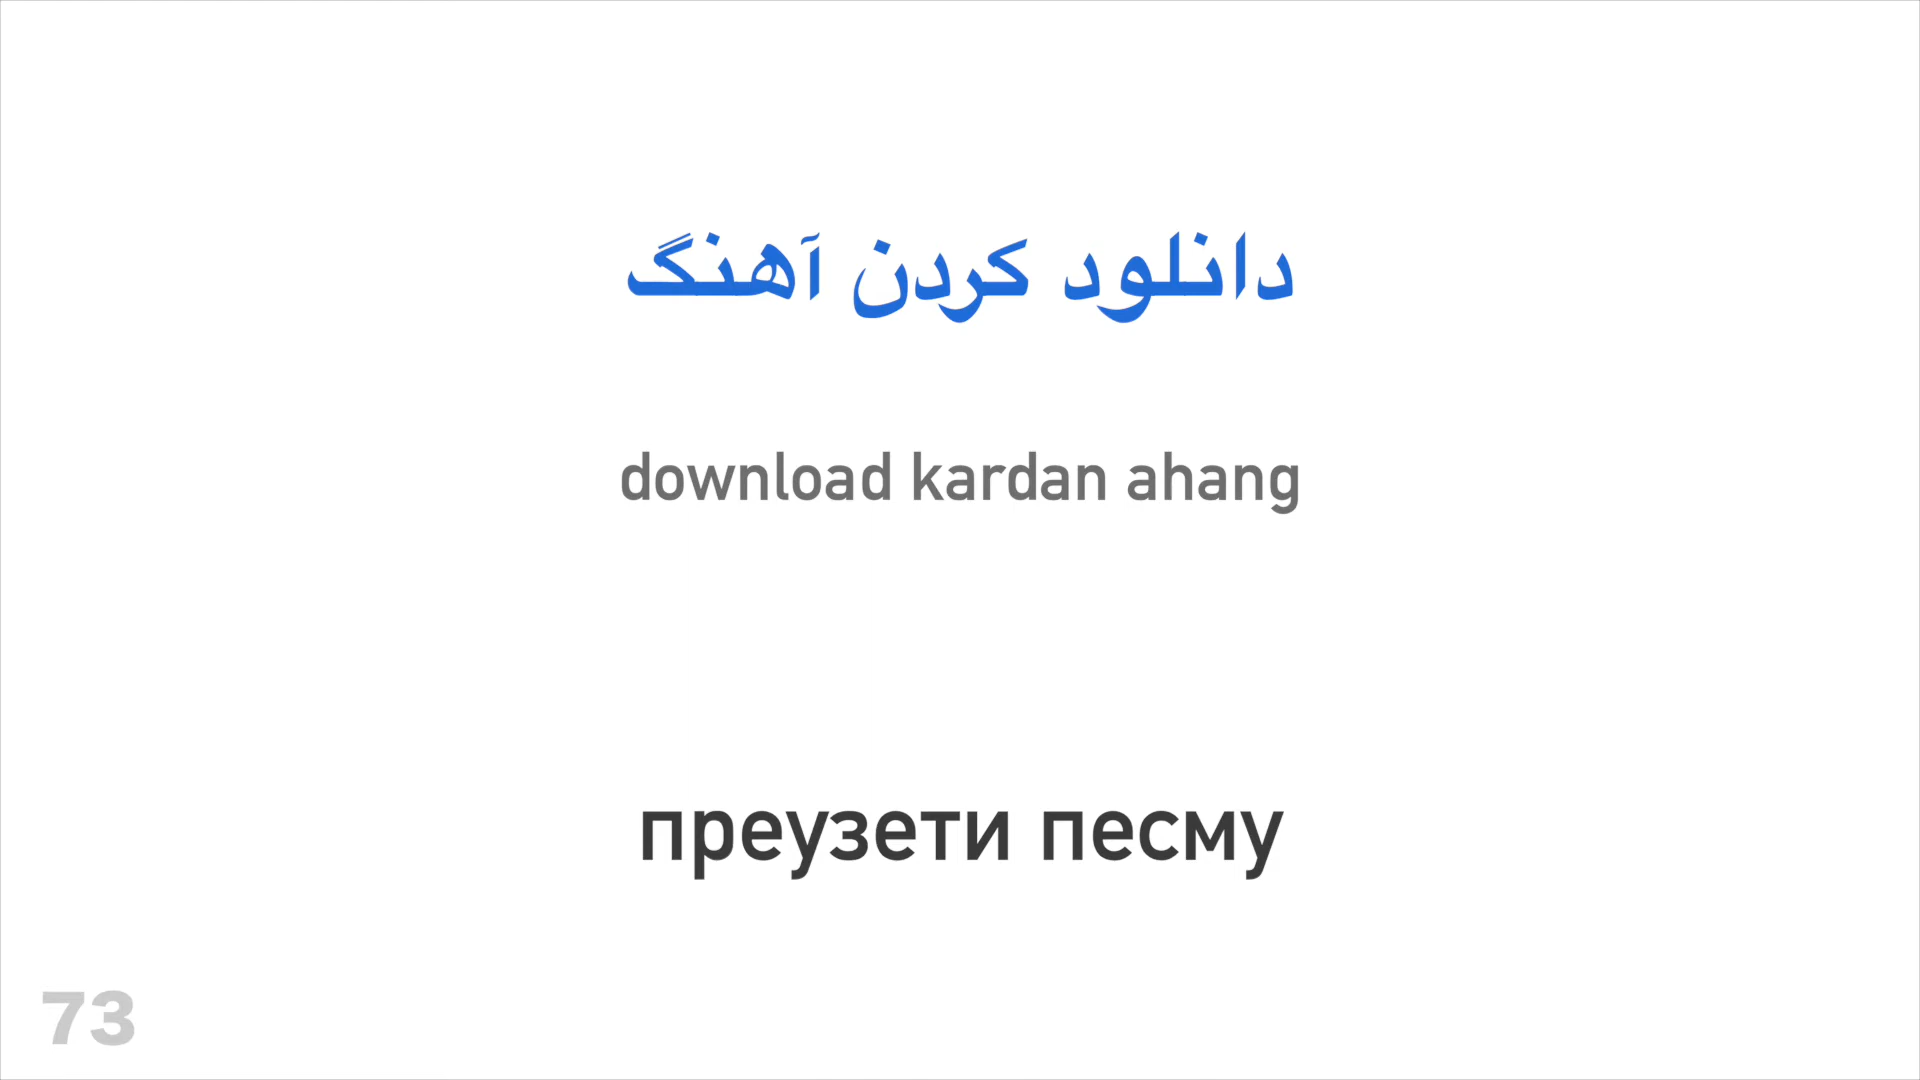 دانلود کردن آهنگ
download kardan ahang
преузети песму
73